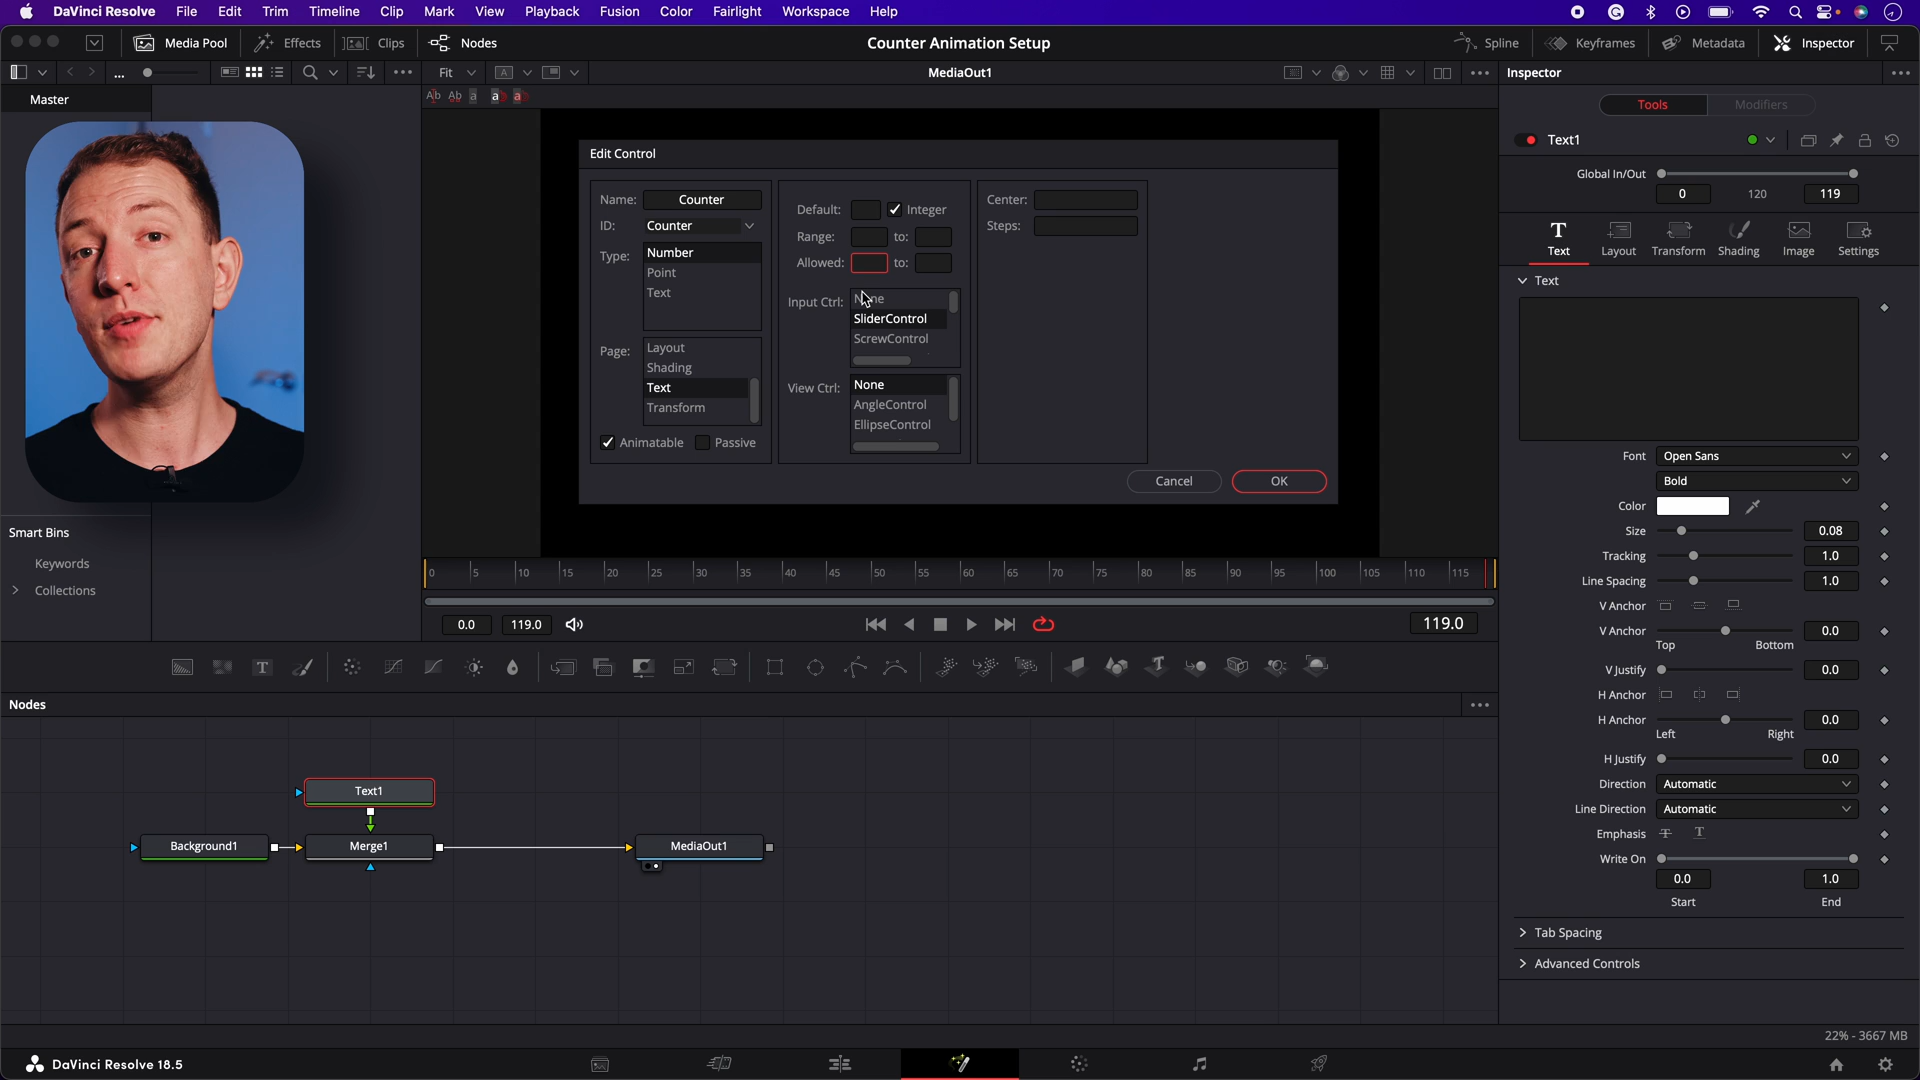 DaVinci Resolve File Edit Trim Timeline Clip Mark View Playback Fusion Color Fairlight Workspace Help
Media Pool Effects Clips Nodes Counter Animation Setup Spline Keyframes Metadata Inspector
... Fit A MediaOut1 Inspector
Master
Tools Modifiers
Text1
Global In/Out
0 120 119
Text Layout Transform Shading Image Settings
Text
Edit Control
Name: Counter
ID: Counter
Type: Number
Point
Text
Page: Layout
Shading
Text
Transform
Animatable Passive
Default: Integer
Range: to:
Allowed: to:
Input Ctrl: None
SliderControl
ScrewControl
View Ctrl: None
AngleControl
EllipseControl
Center:
Steps:
Cancel OK
Font Open Sans
Bold
Color
Size 0.08
Tracking 1.0
Line Spacing 1.0
V Anchor
V Anchor 0.0
Top Bottom
V Justify 0.0
H Anchor
H Anchor 0.0
Left Right
H Justify 0.0
Direction Automatic
Line Direction Automatic
Emphasis
Write On
0.0 1.0
Start End
Tab Spacing
Advanced Controls
Smart Bins
Keywords
Collections
0 5 10 15 20 25 30 35 40 45 50 55 60 65 70 75 80 85 90 95 100 105 110 115
0.0 119.0 119.0
Nodes
Text1
Background1 Merge1 MediaOut1
22% - 3667 MB
DaVinci Resolve 18.5